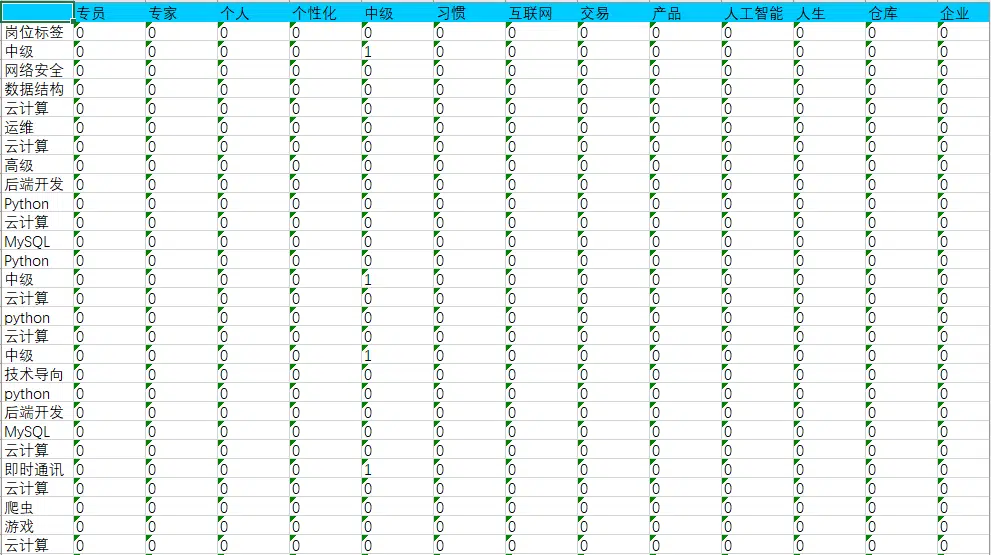 专员 专家 个人 个性化 中级 习惯 互联网 交易 产品 人工智能 人生 仓库 企业
岗位标签 0 0 0 0 0 0 0 0 0 0 0 0 0
中级 0 0 0 0 1 0 0 0 0 0 0 0 0
网络安全 0 0 0 0 0 0 0 0 0 0 0 0 0
数据结构 0 0 0 0 0 0 0 0 0 0 0 0 0
云计算 0 0 0 0 0 0 0 0 0 0 0 0 0
运维 0 0 0 0 0 0 0 0 0 0 0 0 0
云计算 0 0 0 0 0 0 0 0 0 0 0 0 0
高级 0 0 0 0 0 0 0 0 0 0 0 0 0
后端开发 0 0 0 0 0 0 0 0 0 0 0 0 0
Python 0 0 0 0 0 0 0 0 0 0 0 0 0
云计算 0 0 0 0 0 0 0 0 0 0 0 0 0
MySQL 0 0 0 0 0 0 0 0 0 0 0 0 0
Python 0 0 0 0 0 0 0 0 0 0 0 0 0
中级 0 0 0 0 1 0 0 0 0 0 0 0 0
云计算 0 0 0 0 0 0 0 0 0 0 0 0 0
python 0 0 0 0 0 0 0 0 0 0 0 0 0
云计算 0 0 0 0 0 0 0 0 0 0 0 0 0
中级 0 0 0 0 1 0 0 0 0 0 0 0 0
技术导向 0 0 0 0 0 0 0 0 0 0 0 0 0
python 0 0 0 0 0 0 0 0 0 0 0 0 0
后端开发 0 0 0 0 0 0 0 0 0 0 0 0 0
MySQL 0 0 0 0 0 0 0 0 0 0 0 0 0
云计算 0 0 0 0 0 0 0 0 0 0 0 0 0
即时通讯 0 0 0 0 1 0 0 0 0 0 0 0 0
云计算 0 0 0 0 0 0 0 0 0 0 0 0 0
爬虫 0 0 0 0 0 0 0 0 0 0 0 0 0
游戏 0 0 0 0 0 0 0 0 0 0 0 0 0
云计算 0 0 0 0 0 0 0 0 0 0 0 0 0